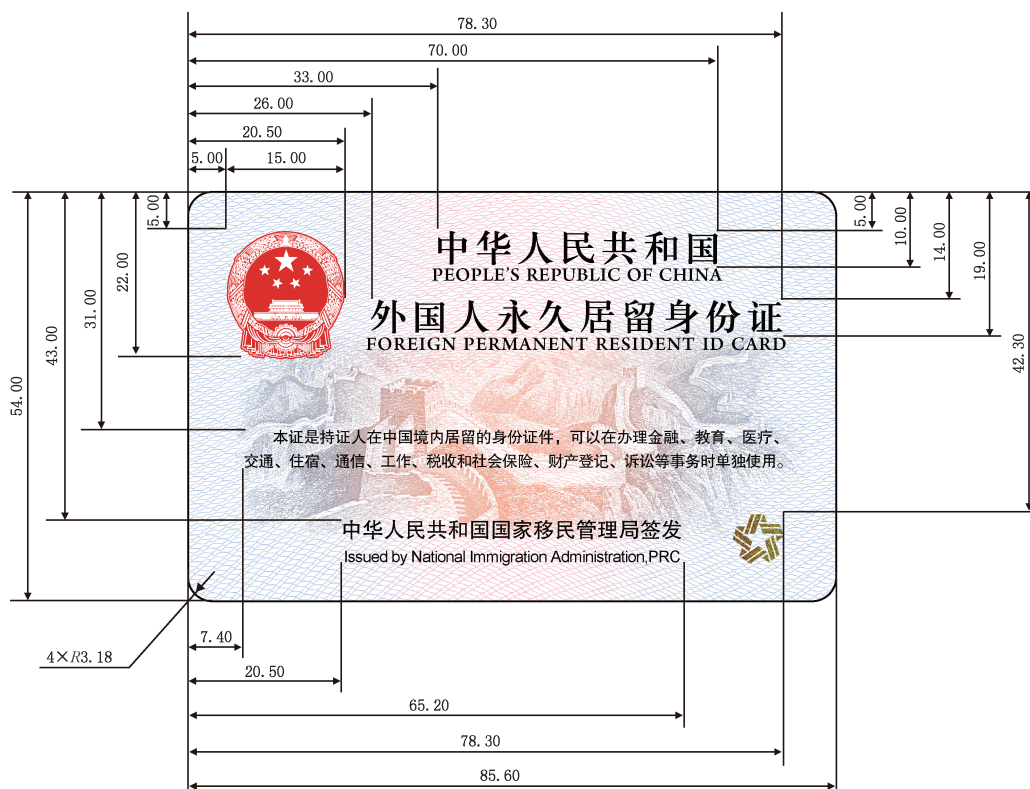 78.30
70.00
33.00
26.00
20.50
5.00
15.00
5.00
22.00
31.00
43.00
54.00
5.00
10.00
14.00
19.00
42.30
中华人民共和国
PEOPLE'S REPUBLIC OF CHINA
外国人永久居留身份证
FOREIGN PERMANENT RESIDENT ID CARD
本证是持证人在中国境内居留的身份证件，可以在办理金融、教育、医疗、
交通、住宿、通信、工作、税收和社会保险、财产登记、诉讼等事务时单独使用。
中华人民共和国国家移民管理局签发
Issued by National Immigration Administration,PRC
4×R3.18
7.40
20.50
65.20
78.30
85.60